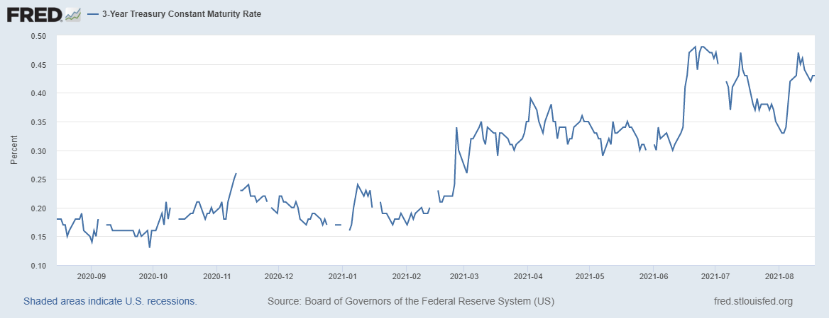 FRED
3-Year Treasury Constant Maturity Rate
0.50
0.45
0.40
0.35
0.30
0.25
0.20
0.15
0.10
Percent
2020-09 2020-10 2020-11 2020-12 2021-01 2021-02 2021-03 2021-04 2021-05 2021-06 2021-07 2021-08
Shaded areas indicate U.S. recessions. Source: Board of Governors of the Federal Reserve System (US) fred.stlouisfed.org